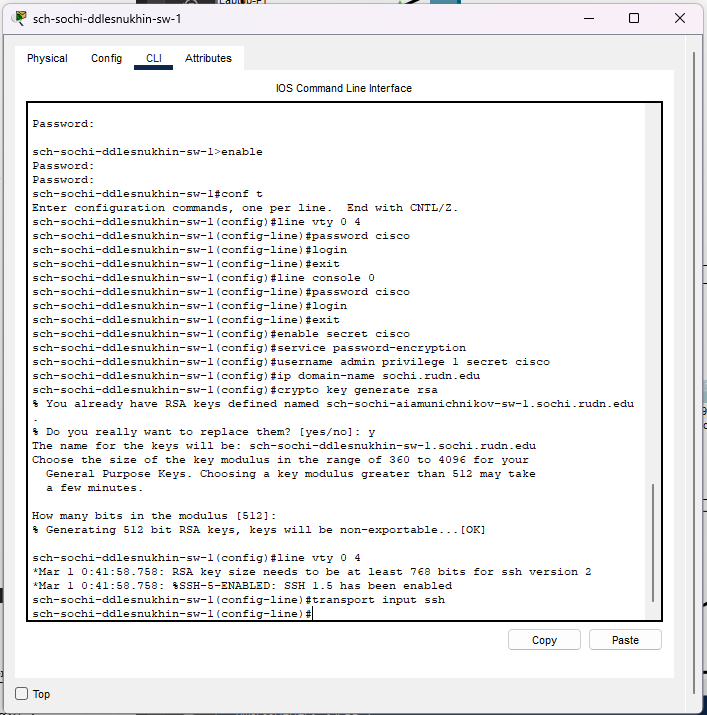 Laptop-PT
sch-sochi-ddlesnukhin-sw-1
Physical Config CLI Attributes
IOS Command Line Interface
Password:
sch-sochi-ddlesnukhin-sw-1>enable
Password:
Password:
sch-sochi-ddlesnukhin-sw-1#conf t
Enter configuration commands, one per line.  End with CNTL/Z.
sch-sochi-ddlesnukhin-sw-1(config)#line vty 0 4
sch-sochi-ddlesnukhin-sw-1(config-line)#password cisco
sch-sochi-ddlesnukhin-sw-1(config-line)#login
sch-sochi-ddlesnukhin-sw-1(config-line)#exit
sch-sochi-ddlesnukhin-sw-1(config)#line console 0
sch-sochi-ddlesnukhin-sw-1(config-line)#password cisco
sch-sochi-ddlesnukhin-sw-1(config-line)#login
sch-sochi-ddlesnukhin-sw-1(config-line)#exit
sch-sochi-ddlesnukhin-sw-1(config)#enable secret cisco
sch-sochi-ddlesnukhin-sw-1(config)#service password-encryption
sch-sochi-ddlesnukhin-sw-1(config)#username admin privilege 1 secret cisco
sch-sochi-ddlesnukhin-sw-1(config)#ip domain-name sochi.rudn.edu
sch-sochi-ddlesnukhin-sw-1(config)#crypto key generate rsa
% You already have RSA keys defined named sch-sochi-aiamunichnikov-sw-1.sochi.rudn.edu
.
% Do you really want to replace them? [yes/no]: y
The name for the keys will be: sch-sochi-ddlesnukhin-sw-1.sochi.rudn.edu
Choose the size of the key modulus in the range of 360 to 4096 for your
General Purpose Keys. Choosing a key modulus greater than 512 may take
a few minutes.
How many bits in the modulus [512]:
% Generating 512 bit RSA keys, keys will be non-exportable...[OK]
sch-sochi-ddlesnukhin-sw-1(config)#line vty 0 4
*Mar 1 0:41:58.758: RSA key size needs to be at least 768 bits for ssh version 2
*Mar 1 0:41:58.758: %SSH-5-ENABLED: SSH 1.5 has been enabled
sch-sochi-ddlesnukhin-sw-1(config-line)#transport input ssh
sch-sochi-ddlesnukhin-sw-1(config-line)#
Copy Paste
Top